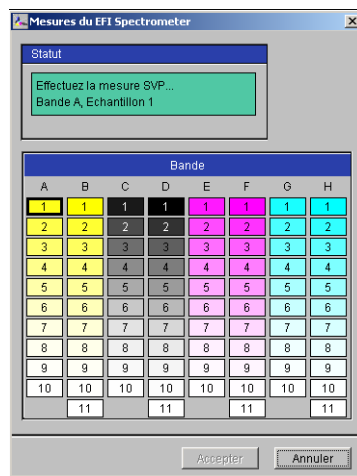 Mesures du EFI Spectrometer
Statut
Effectuez la mesure SVP...
Bande A, Echantillon 1
Bande
A B C D E F G H
1 1 1 1 1 1 1 1
2 2 2 2 2 2 2 2
3 3 3 3 3 3 3 3
4 4 4 4 4 4 4 4
5 5 5 5 5 5 5 5
6 6 6 6 6 6 6 6
7 7 7 7 7 7 7 7
8 8 8 8 8 8 8 8
9 9 9 9 9 9 9 9
10 10 10 10 10 10 10 10
11 11 11 11
Accepter Annuler